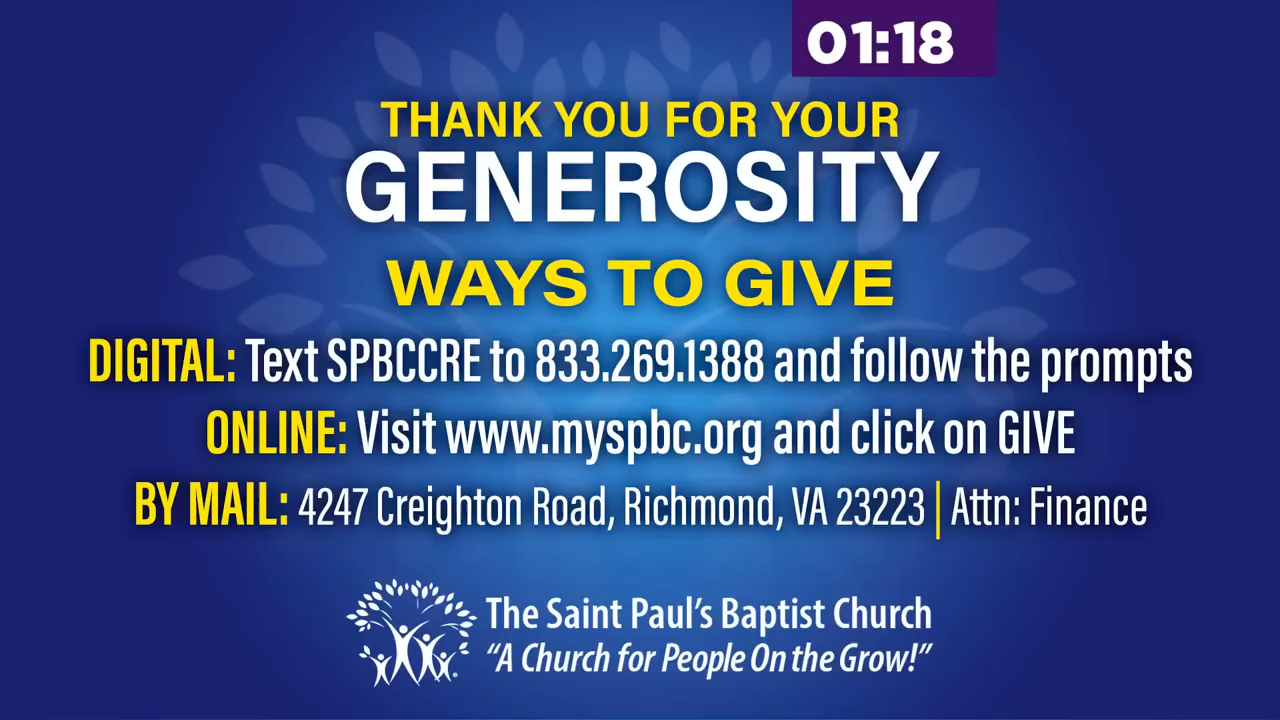 01:18
THANK YOU FOR YOUR
GENEROSITY
WAYS TO GIVE
DIGITAL: Text SPBCCRE to 833.269.1388 and follow the prompts
ONLINE: Visit www.myspbc.org and click on GIVE
BY MAIL: 4247 Creighton Road, Richmond, VA 23223 | Attn: Finance
The Saint Paul's Baptist Church
“A Church for People On the Grow!”